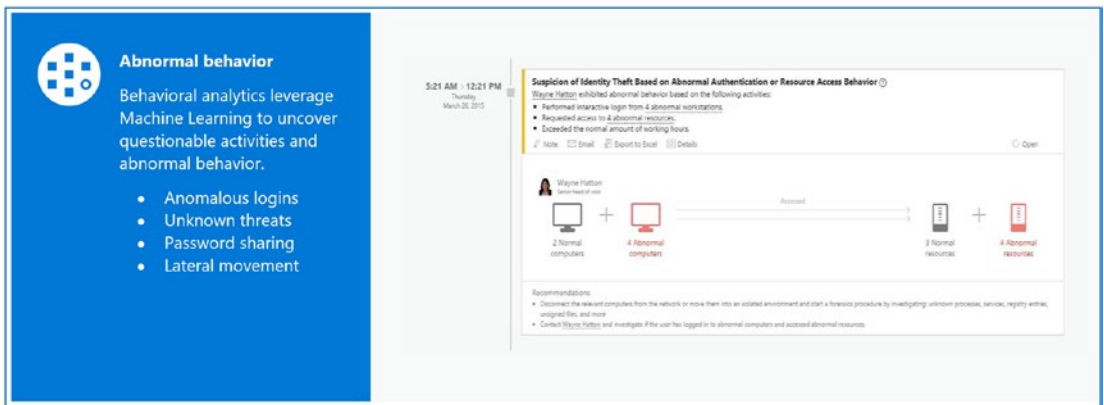 Abnormal behavior
Behavioral analytics leverage
Machine Learning to uncover
questionable activities and
abnormal behavior.
• Anomalous logins
• Unknown threats
• Password sharing
• Lateral movement
5:21 AM > 12:21 PM
Thursday
March 26, 2015
Suspicion of Identity Theft Based on Abnormal Authentication or Resource Access Behavior ?
Wayne Hatton exhibited abnormal behavior based on the following activities:
▪ Performed interactive login from 4 abnormal workstations.
▪ Requested access to 4 abnormal resources.
▪ Exceeded the normal amount of working hours.
Note Email Export to Excel Details Open
Wayne Hatton
Senior head of
Accessed
2 Normal
computers
4 Abnormal
computers
3 Normal
resources
4 Abnormal
resources
Recommendations
• Disconnect the relevant computers from the network or move them into an isolated environment and start a forensics procedure by investigating: unknown processes, services, registry entries,
unsigned files, and more
• Contact Wayne Hatton and investigate if the user has logged in to abnormal computers and accessed abnormal resources.